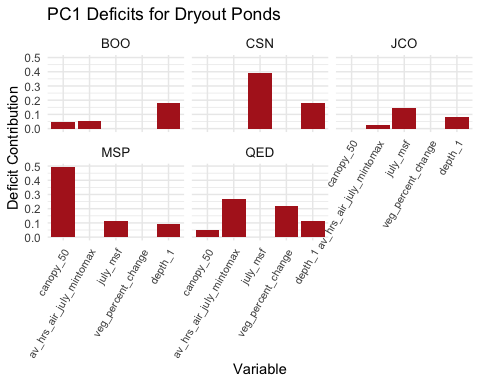 PC1 Deficits for Dryout Ponds
BOO
CSN
JCO
0.5
0.4
0.3
0.2
0.1
0.0
MSP
QED
0.5
0.4
0.3
0.2
0.1
0.0
Deficit Contribution
canopy_50
av_hrs_air_july_mintomax
july_msf
veg_percent_change
depth_1
canopy_50
av_hrs_air_july_mintomax
july_msf
veg_percent_change
depth_1
canopy_50
av_hrs_air_july_mintomax
july_msf
veg_percent_change
depth_1
Variable